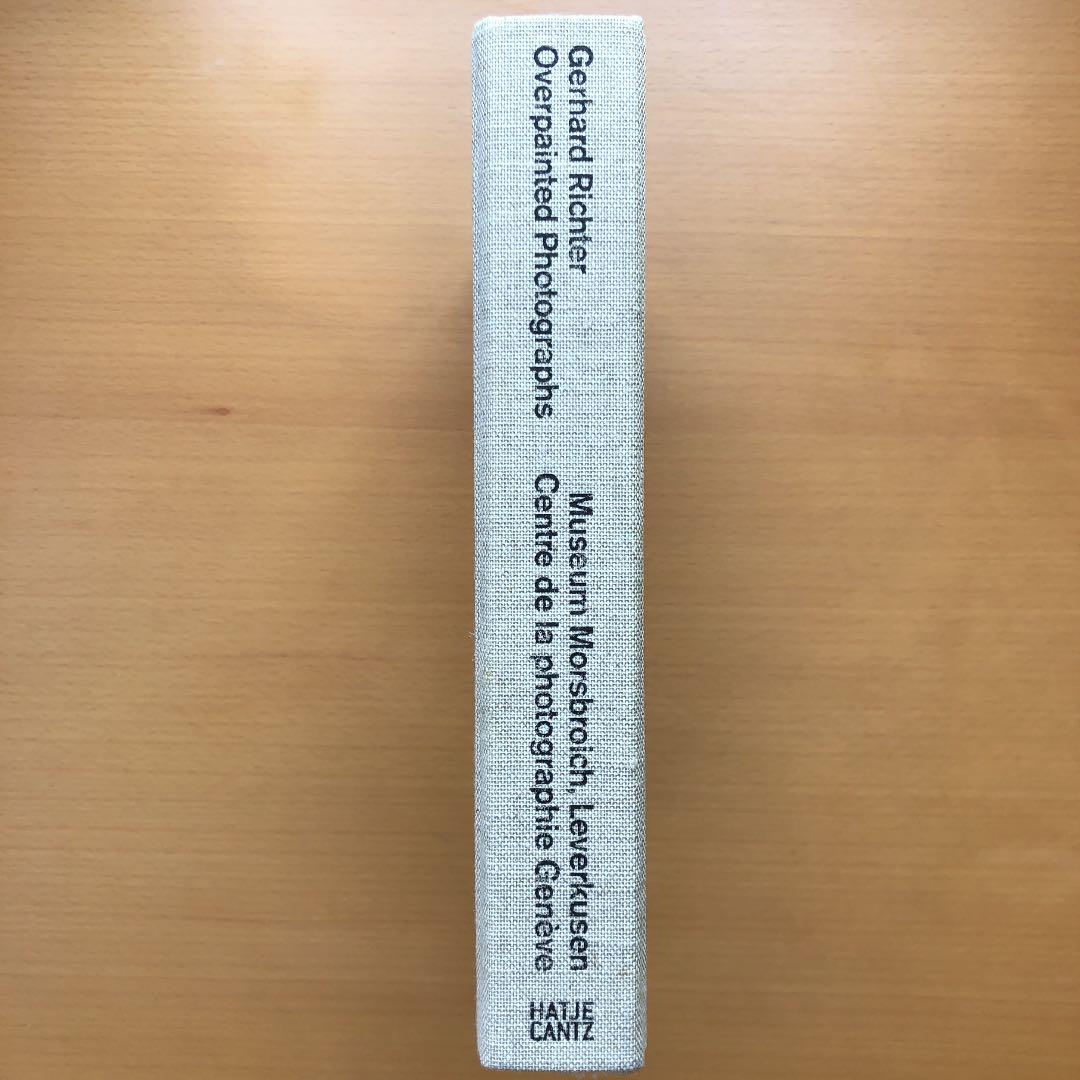 Gerhard Richter
Overpainted Photographs
Museum Morsbroich, Leverkusen
Centre de la photographie Genève
HATJE
CANTZ